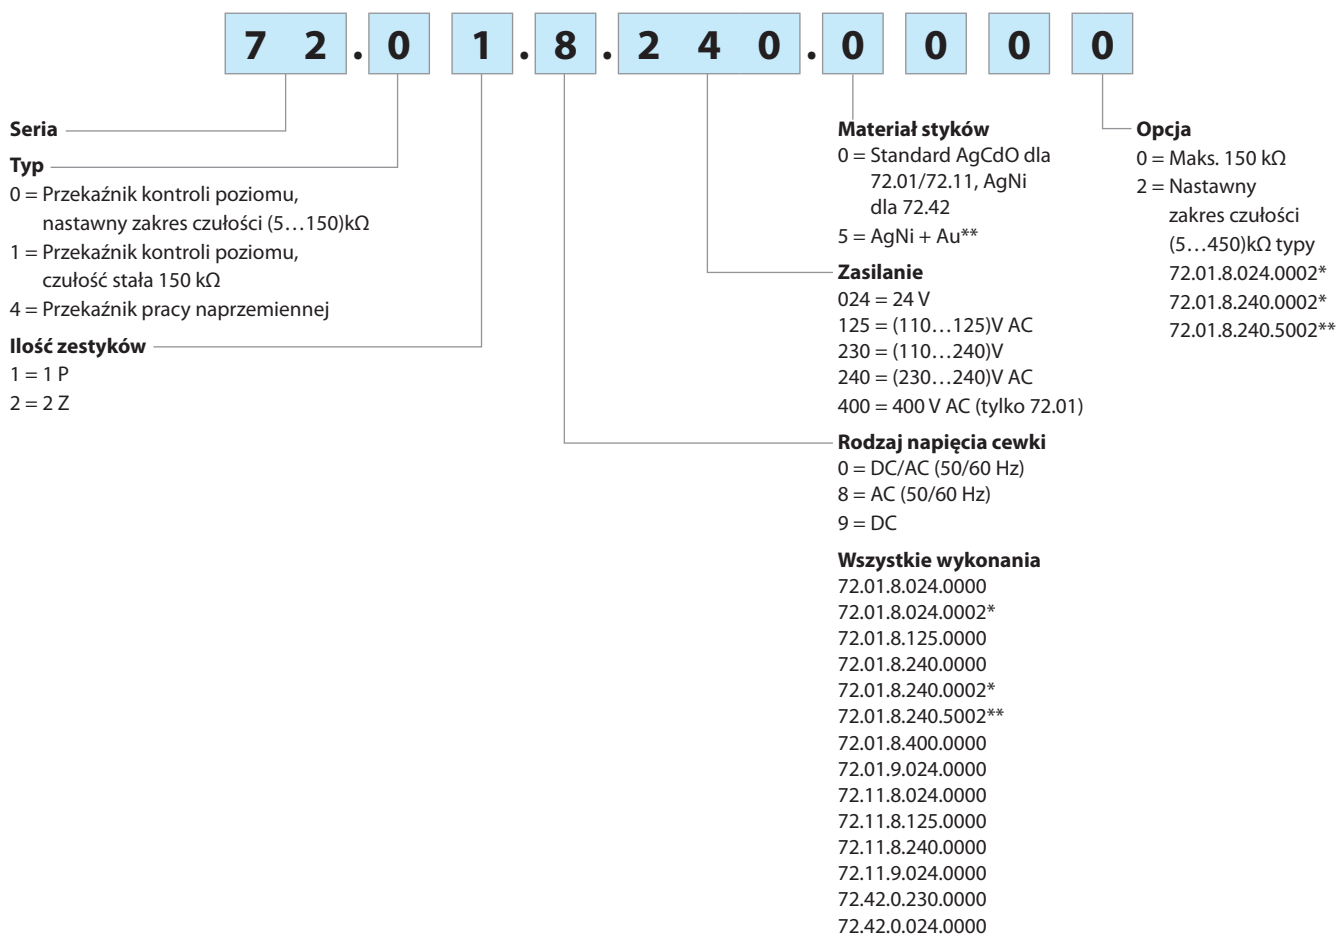 7 2 . 0 1 . 8 . 2 4 0 . 0 0 0 0
Seria
Typ
0 = Przekaźnik kontroli poziomu,
nastawny zakres czułości (5…150)kΩ
1 = Przekaźnik kontroli poziomu,
czułość stała 150 kΩ
4 = Przekaźnik pracy naprzemiennej
Ilość zestyków
1 = 1 P
2 = 2 Z
Materiał styków
0 = Standard AgCdO dla
72.01/72.11, AgNi
dla 72.42
5 = AgNi + Au**
Zasilanie
024 = 24 V
125 = (110…125)V AC
230 = (110…240)V
240 = (230…240)V AC
400 = 400 V AC (tylko 72.01)
Rodzaj napięcia cewki
0 = DC/AC (50/60 Hz)
8 = AC (50/60 Hz)
9 = DC
Wszystkie wykonania
72.01.8.024.0000
72.01.8.024.0002*
72.01.8.125.0000
72.01.8.240.0000
72.01.8.240.0002*
72.01.8.240.5002**
72.01.8.400.0000
72.01.9.024.0000
72.11.8.024.0000
72.11.8.125.0000
72.11.8.240.0000
72.11.9.024.0000
72.42.0.230.0000
72.42.0.024.0000
Opcja
0 = Maks. 150 kΩ
2 = Nastawny
zakres czułości
(5…450)kΩ typy
72.01.8.024.0002*
72.01.8.240.0002*
72.01.8.240.5002**